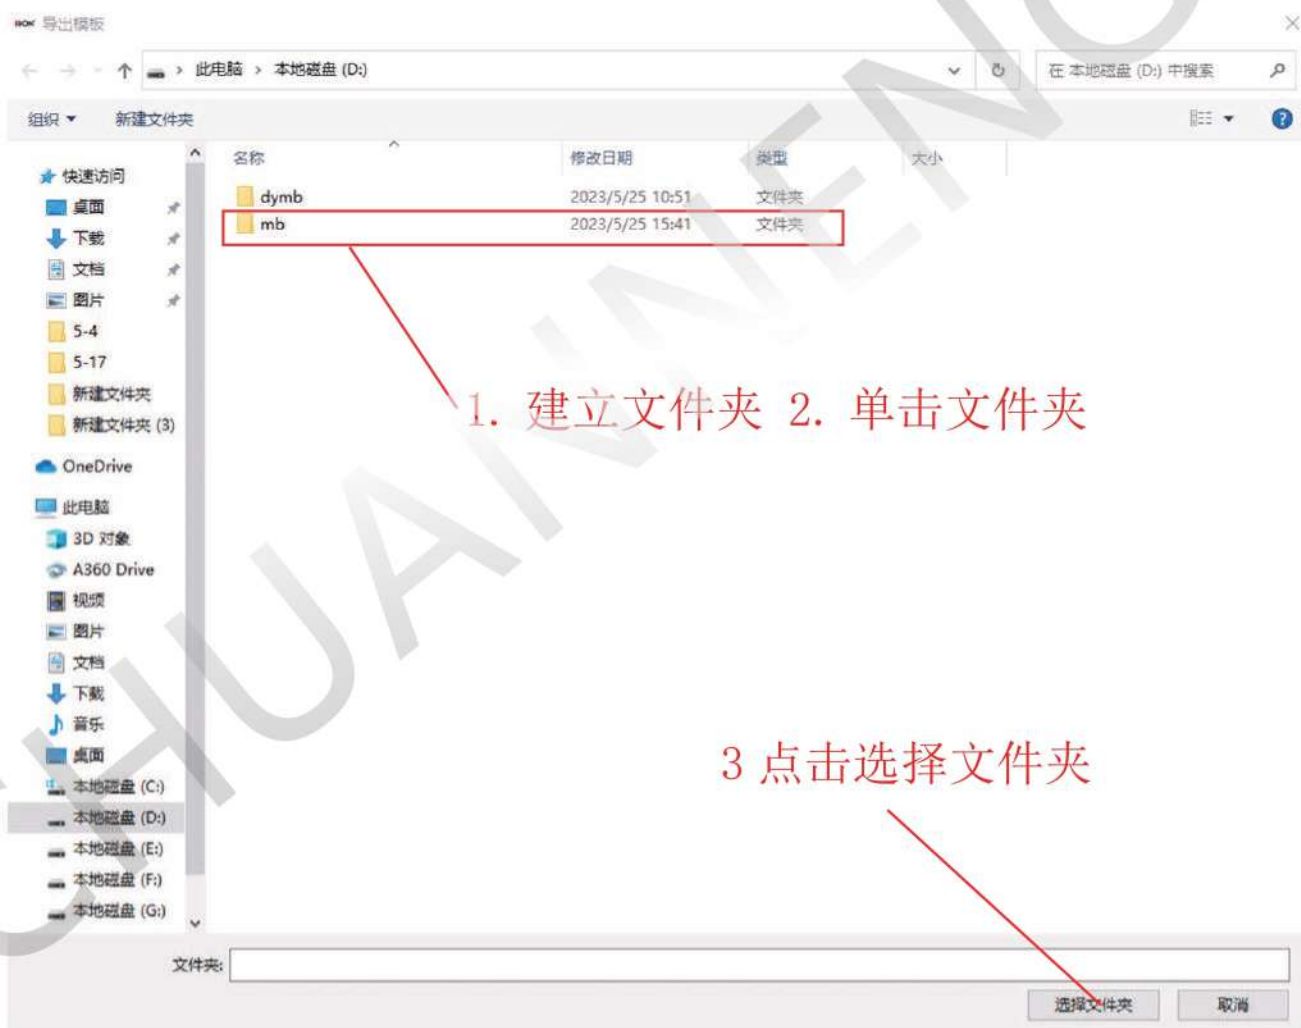 导出模板
此电脑 > 本地磁盘 (D:)
在 本地磁盘 (D:) 中搜索
组织 新建文件夹
名称 修改日期 类型 大小
dymb 2023/5/25 10:51 文件夹
mb 2023/5/25 15:41 文件夹
快速访问
桌面
下载
文档
图片
5-4
5-17
新建文件夹
新建文件夹 (3)
OneDrive
此电脑
3D 对象
A360 Drive
视频
图片
文档
下载
音乐
桌面
本地磁盘 (C:)
本地磁盘 (D:)
本地磁盘 (E:)
本地磁盘 (F:)
本地磁盘 (G:)
1. 建立文件夹 2. 单击文件夹
3 点击选择文件夹
文件夹:
选择文件夹 取消
CHUANNENG